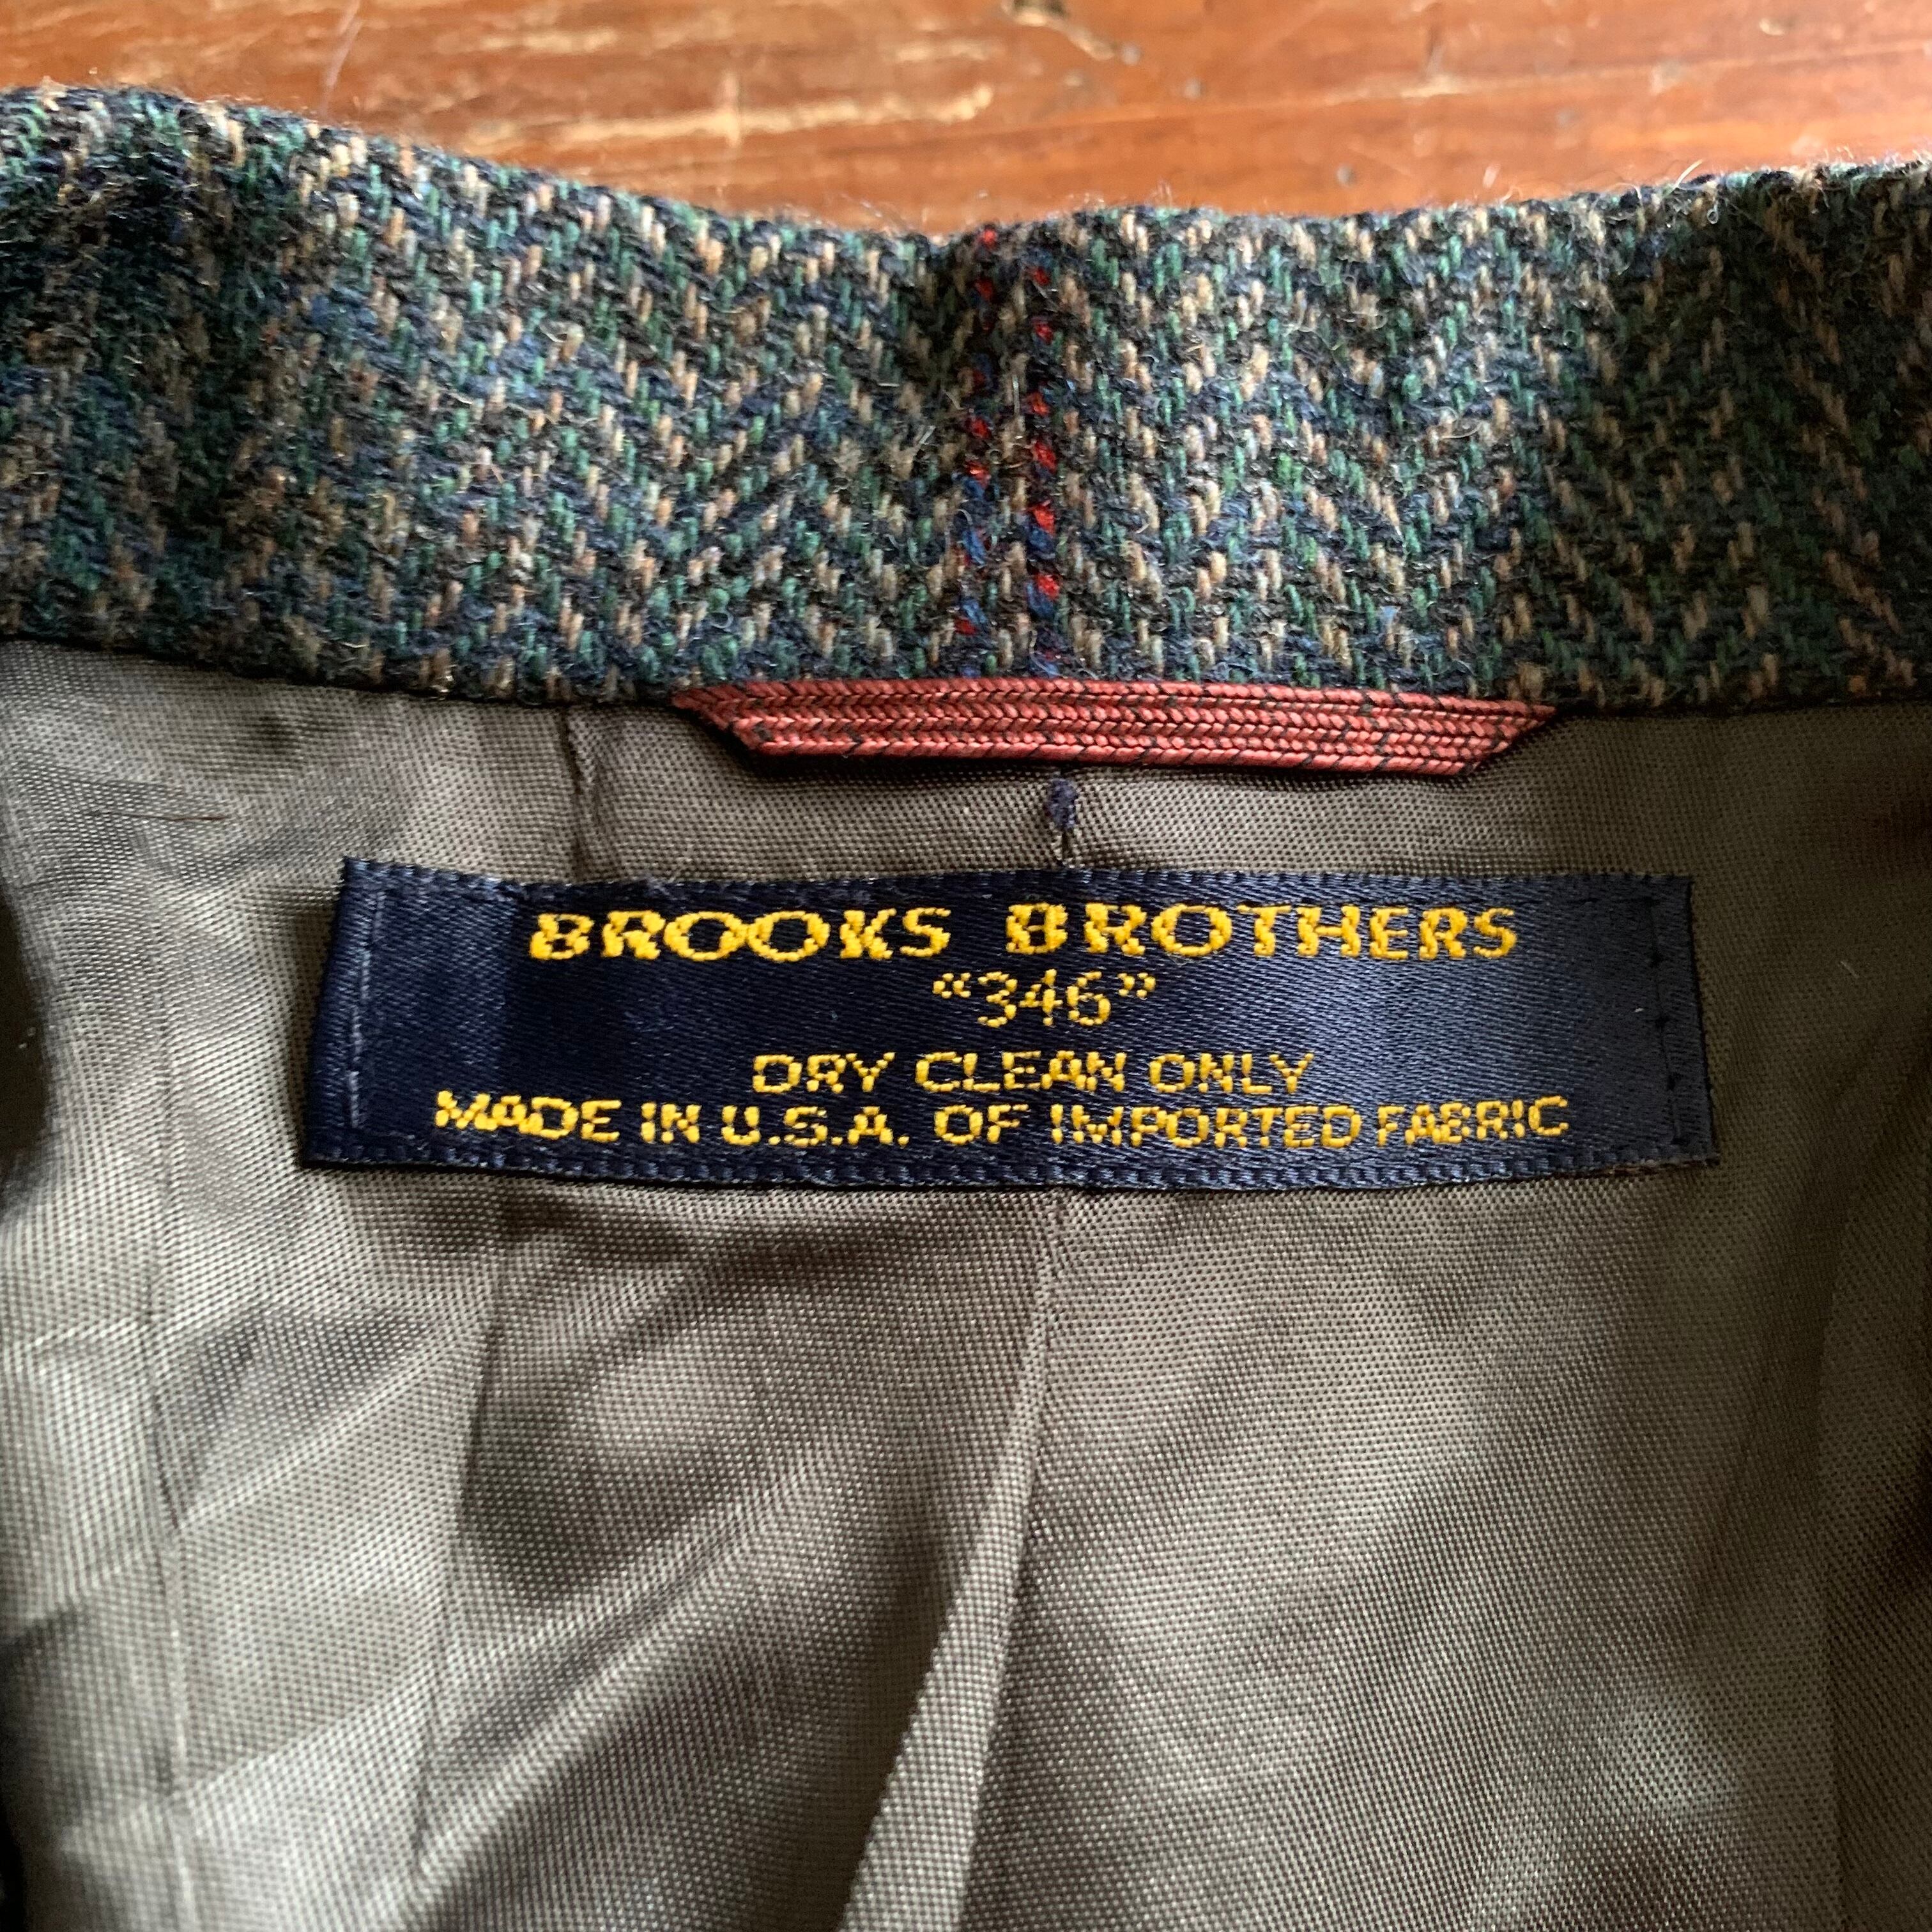 BROOKS BROTHERS
“346”
DRY CLEAN ONLY
MADE IN U.S.A. OF IMPORTED FABRIC